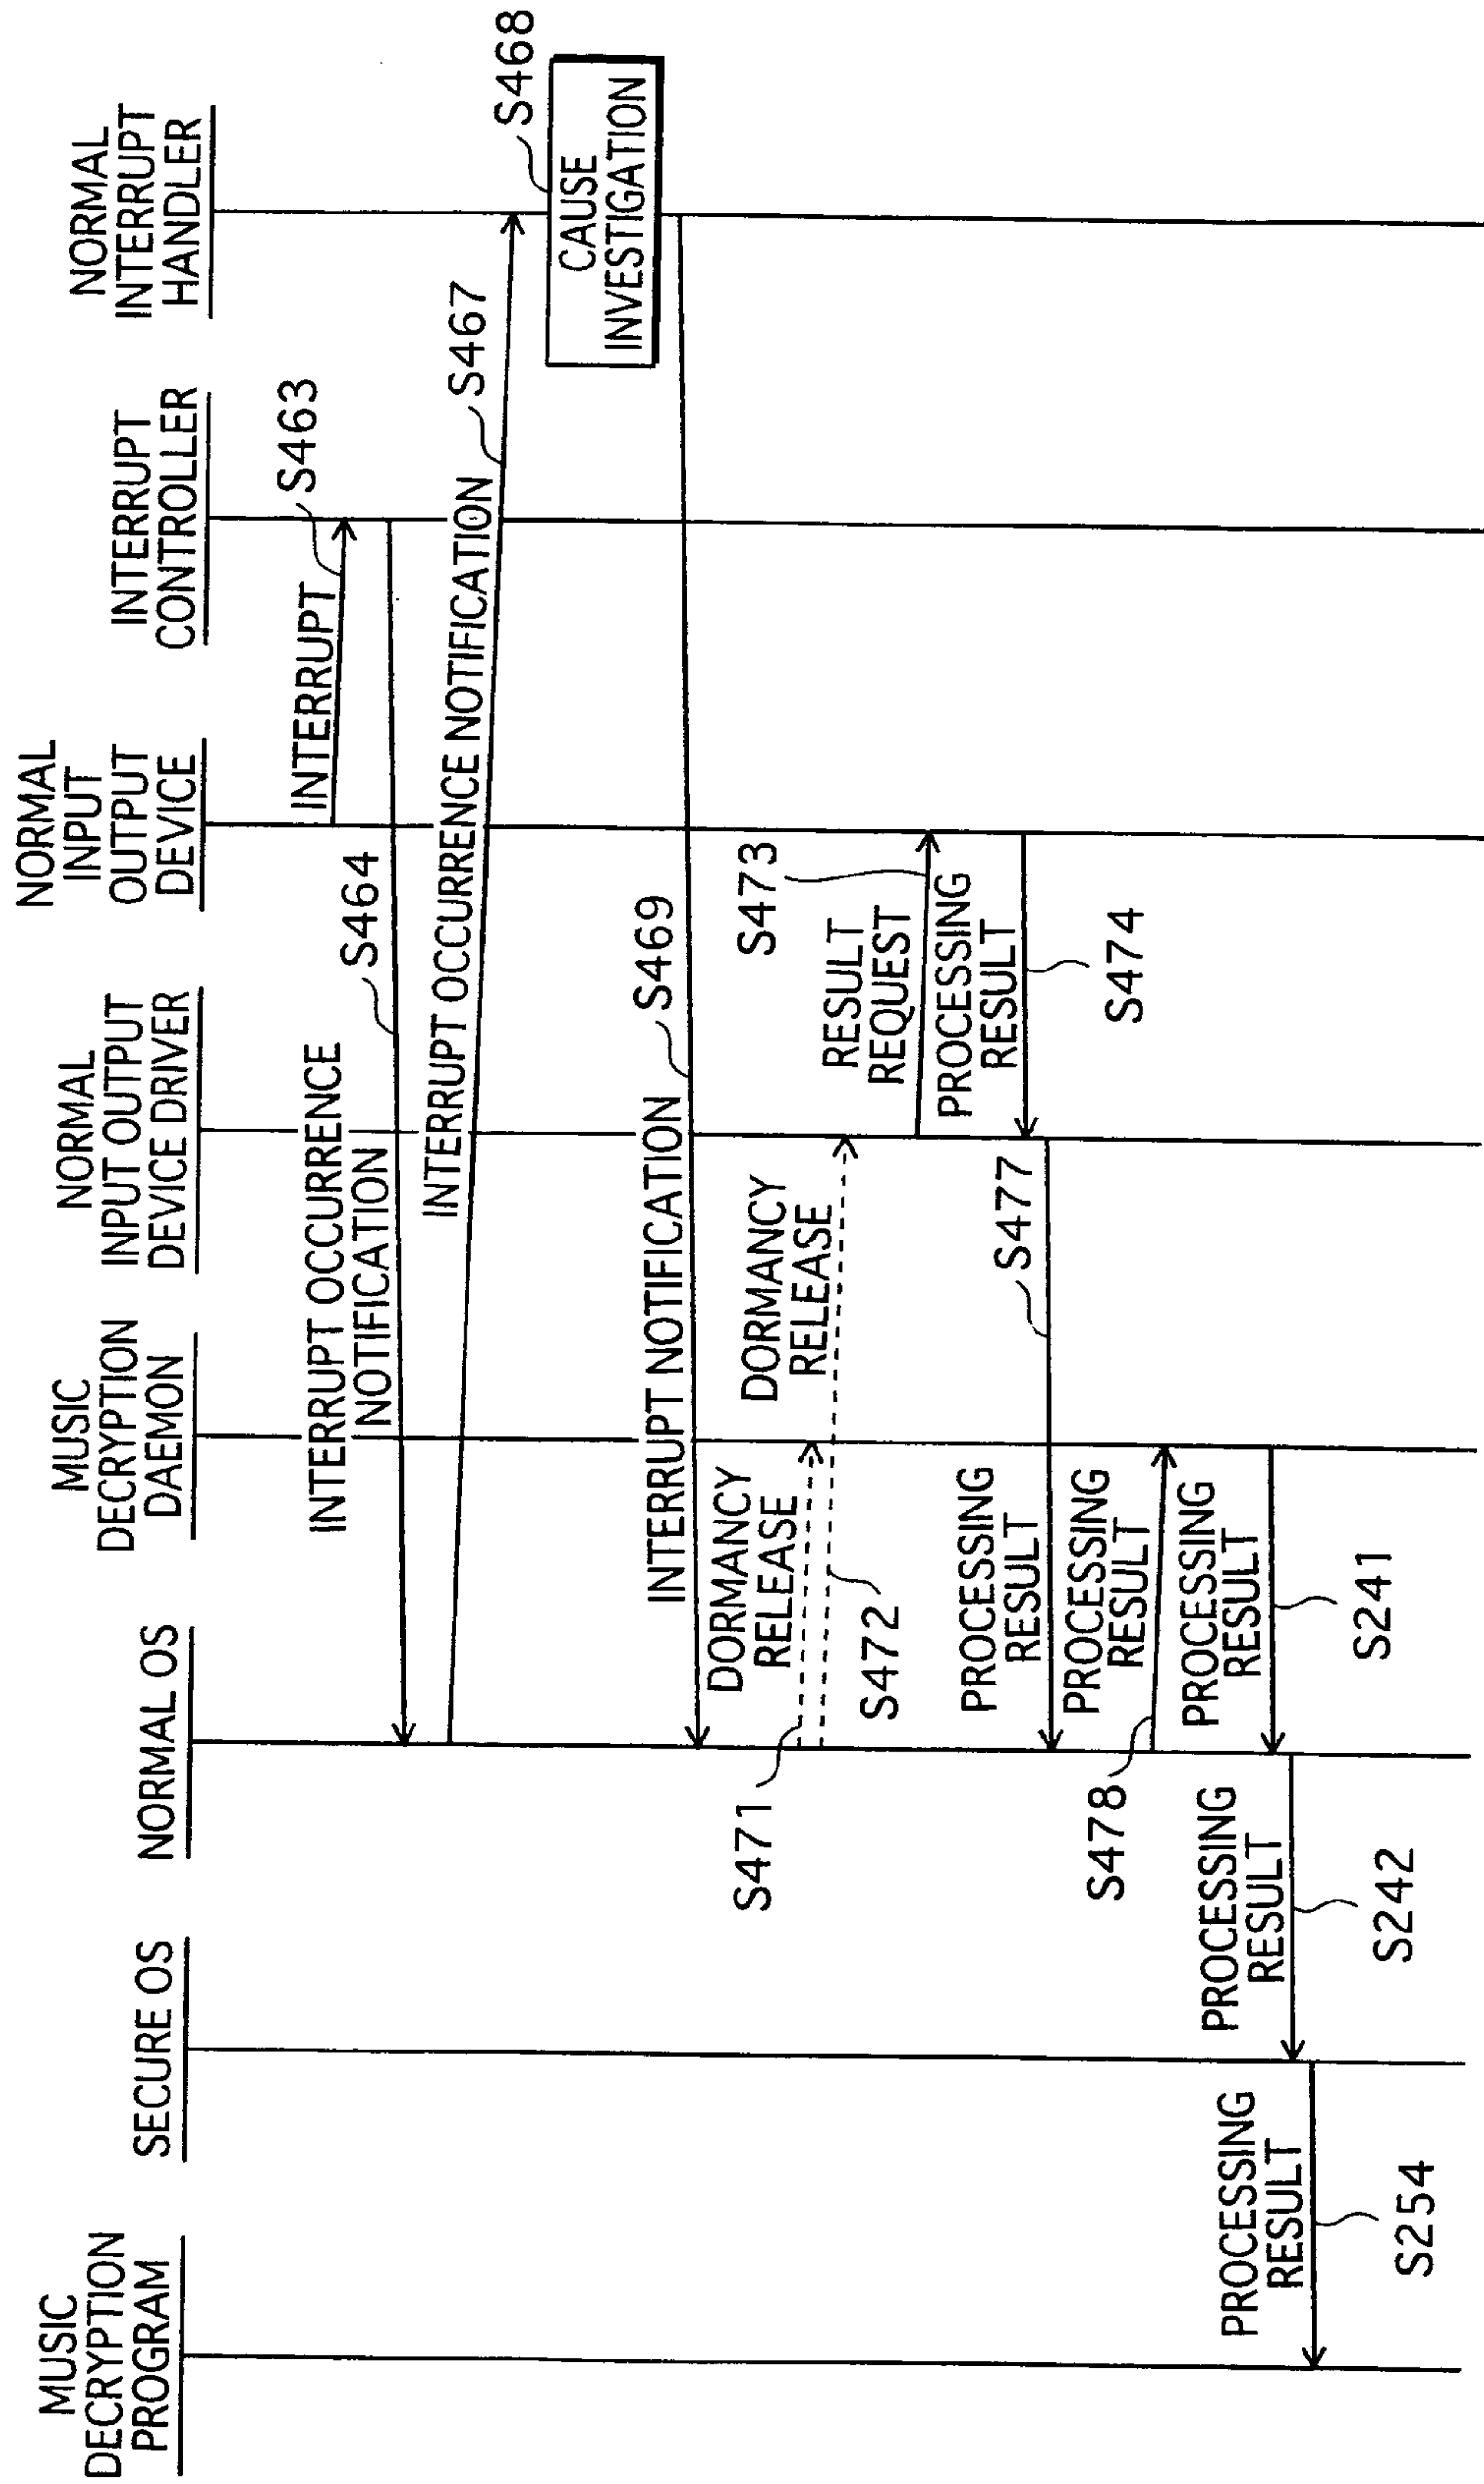 MUSIC
DECRYPTION
PROGRAM
SECURE OS
NORMAL OS
MUSIC
DECRYPTION
DAEMON
NORMAL
INPUT OUTPUT
DEVICE DRIVER
NORMAL
INPUT
OUTPUT
DEVICE
INTERRUPT
CONTROLLER
NORMAL
INTERRUPT
HANDLER
INTERRUPT
S463
INTERRUPT OCCURRENCE
NOTIFICATION
S464
INTERRUPT OCCURRENCE NOTIFICATION
S467
S468
CAUSE
INVESTIGATION
INTERRUPT NOTIFICATION
S469
DORMANCY
RELEASE
S471
DORMANCY
RELEASE
S472
RESULT
REQUEST
S473
PROCESSING
RESULT
S474
PROCESSING
RESULT
S477
PROCESSING
RESULT
S478
PROCESSING
RESULT
S241
PROCESSING
RESULT
S242
PROCESSING
RESULT
S254